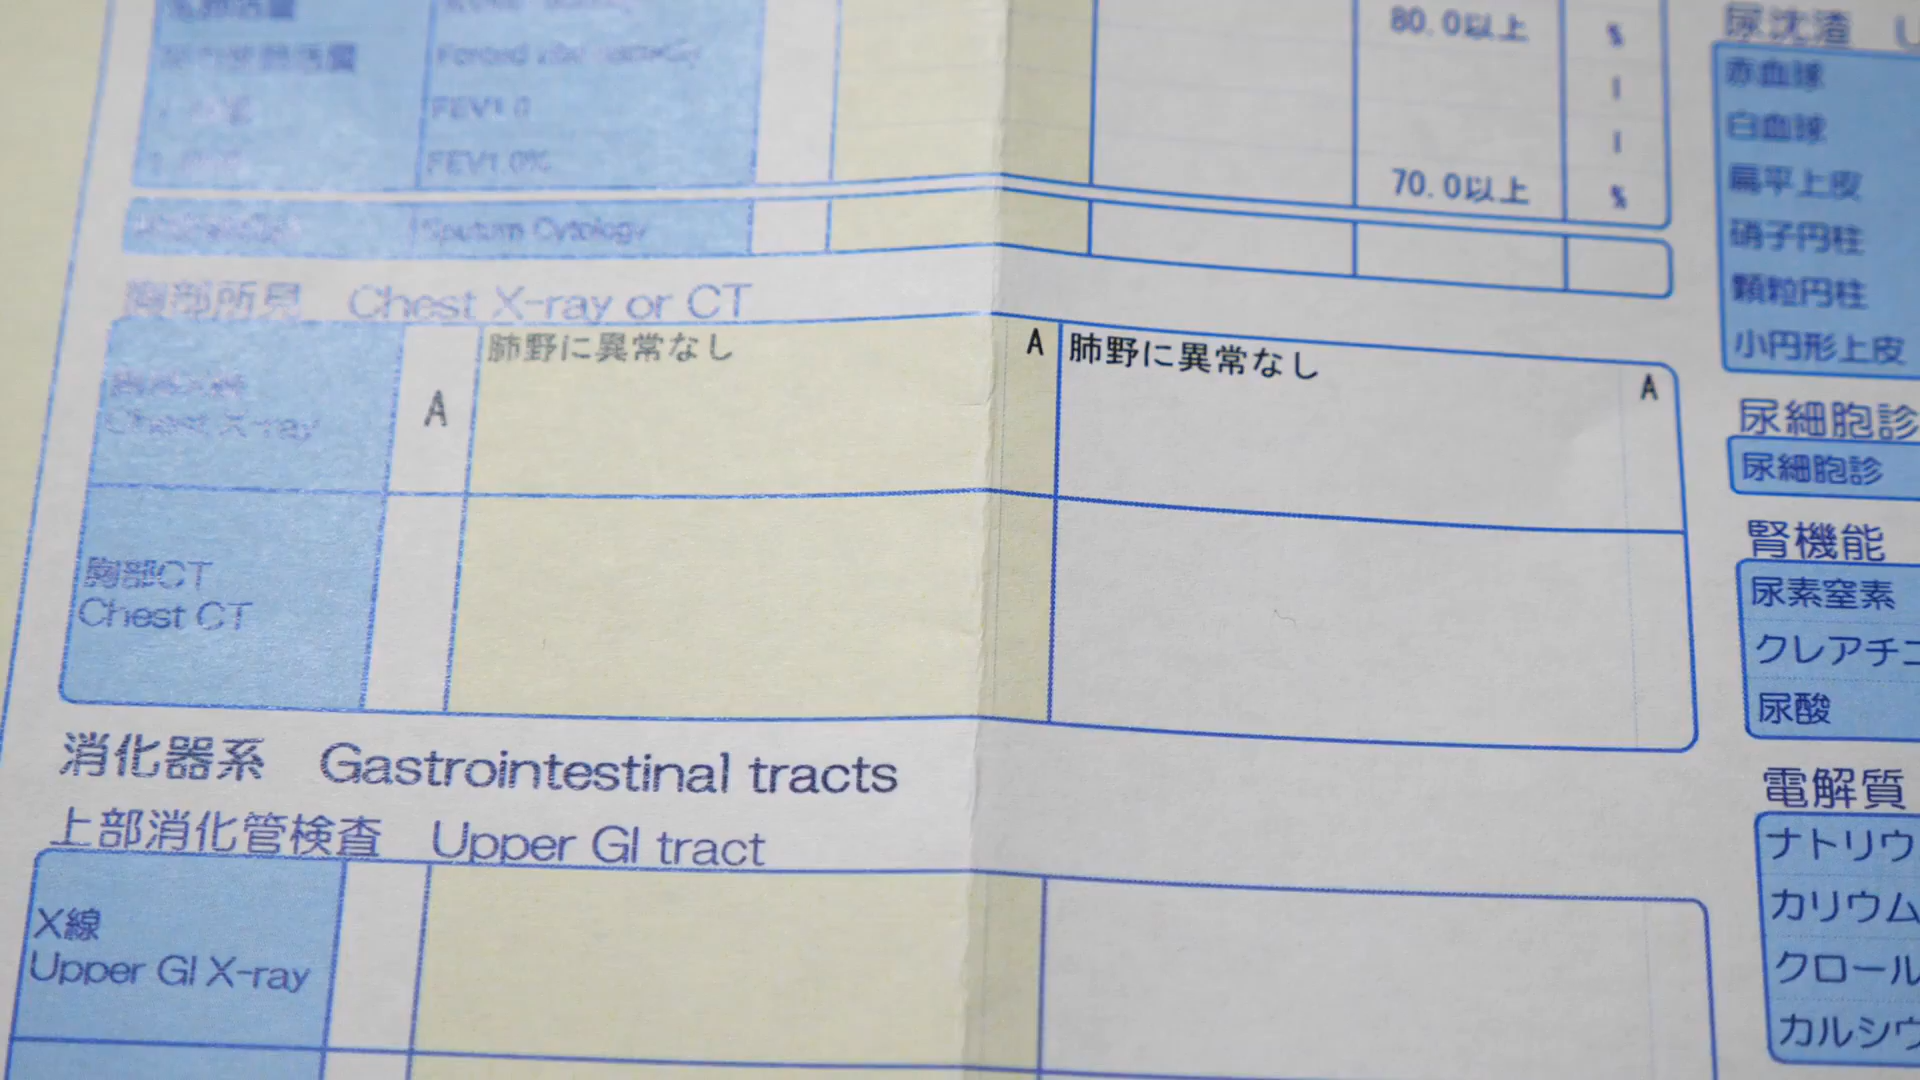 80.0以上 %
Forced vital capacity l
FEV1.0 l
FEV1.0% 70.0以上 %
Sputum Cytology
胸部所見 Chest X-ray or CT
Chest X-ray A 肺野に異常なし A 肺野に異常なし A
胸部CT
Chest CT
消化器系 Gastrointestinal tracts
上部消化管検査 Upper GI tract
X線
Upper GI X-ray
尿沈渣 U
赤血球
白血球
扁平上皮
硝子円柱
顆粒円柱
小円形上皮
尿細胞診
尿細胞診
腎機能
尿素窒素
クレアチニ
尿酸
電解質
ナトリウ
カリウム
クロール
カルシウ